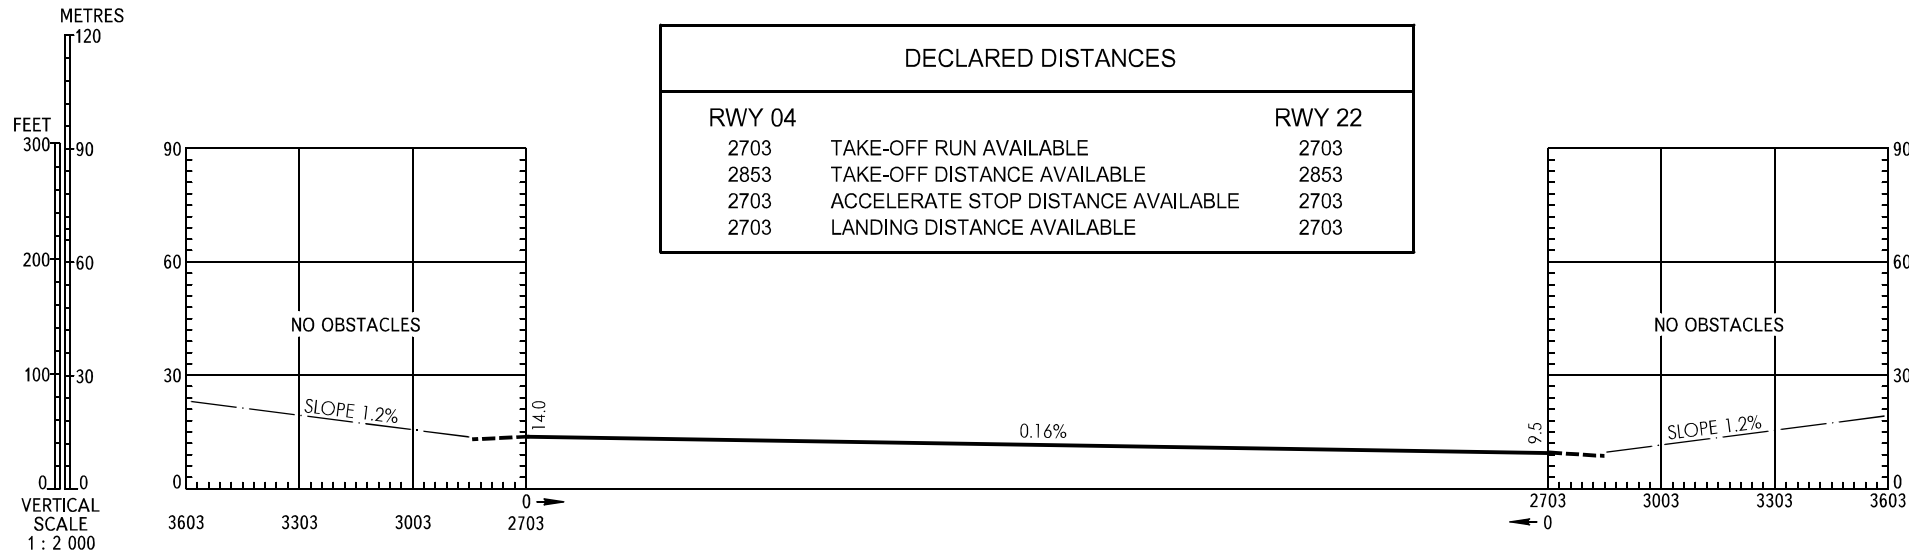 METRES
120
DECLARED DISTANCES
RWY 04 RWY 22
2703 TAKE-OFF RUN AVAILABLE 2703
2853 TAKE-OFF DISTANCE AVAILABLE 2853
2703 ACCELERATE STOP DISTANCE AVAILABLE 2703
2703 LANDING DISTANCE AVAILABLE 2703
FEET
300 90 90 90
200 60 60 60
NO OBSTACLES NO OBSTACLES
100 30 30 30
SLOPE 1.2% 14.0 0.16% 9.5 SLOPE 1.2%
0 0 0 0
VERTICAL
SCALE
1 : 2 000
0 2703 3003 3303 3603
3603 3303 3003 2703 0